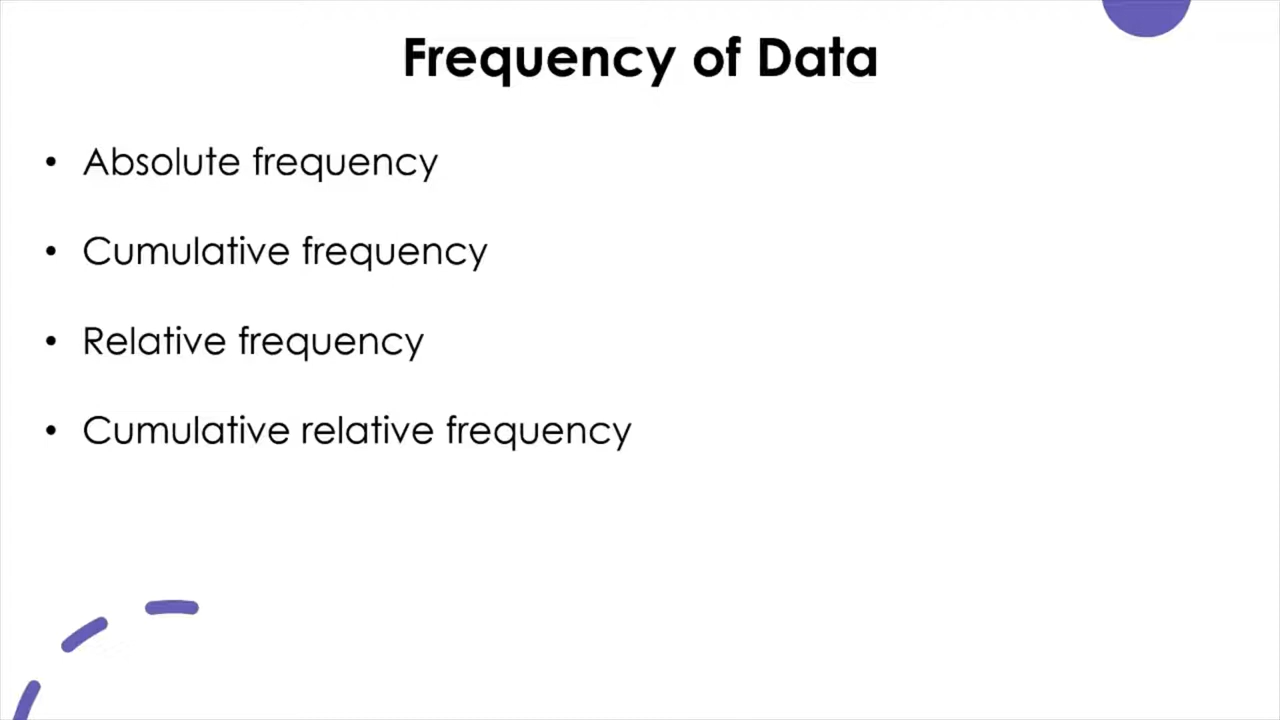 Frequency of Data
• Absolute frequency
• Cumulative frequency
• Relative frequency
• Cumulative relative frequency